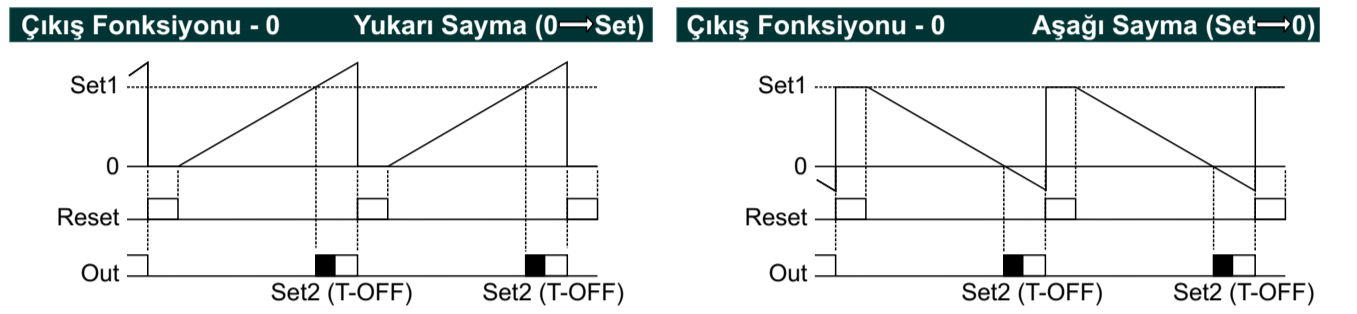 Çıkış Fonksiyonu - 0 Yukarı Sayma (0→Set)
Set1
0
Reset
Out
Set2 (T-OFF) Set2 (T-OFF)
Çıkış Fonksiyonu - 0 Aşağı Sayma (Set→0)
Set1
0
Reset
Out
Set2 (T-OFF) Set2 (T-OFF)